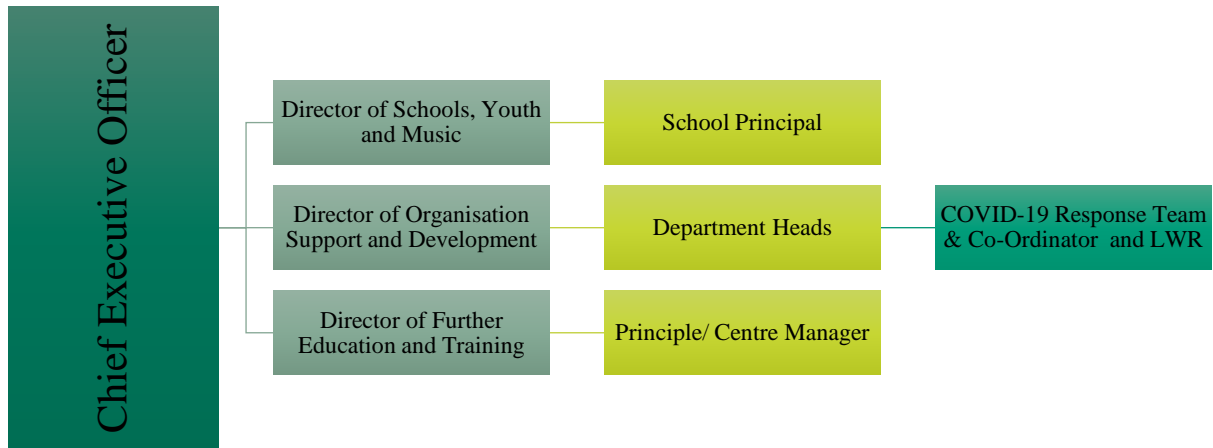 Chief Executive Officer
Director of Schools, Youth
and Music
School Principal
Director of Organisation
Support and Development
Department Heads
COVID-19 Response Team
& Co-Ordinator and LWR
Director of Further
Education and Training
Principle/ Centre Manager